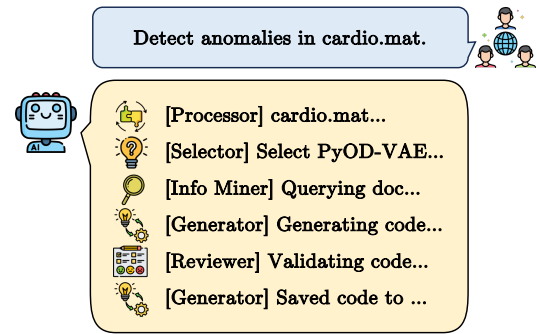 Detect anomalies in cardio.mat.
[Processor] cardio.mat...
[Selector] Select PyOD-VAE...
[Info Miner] Querying doc...
[Generator] Generating code...
[Reviewer] Validating code...
[Generator] Saved code to ...
AI